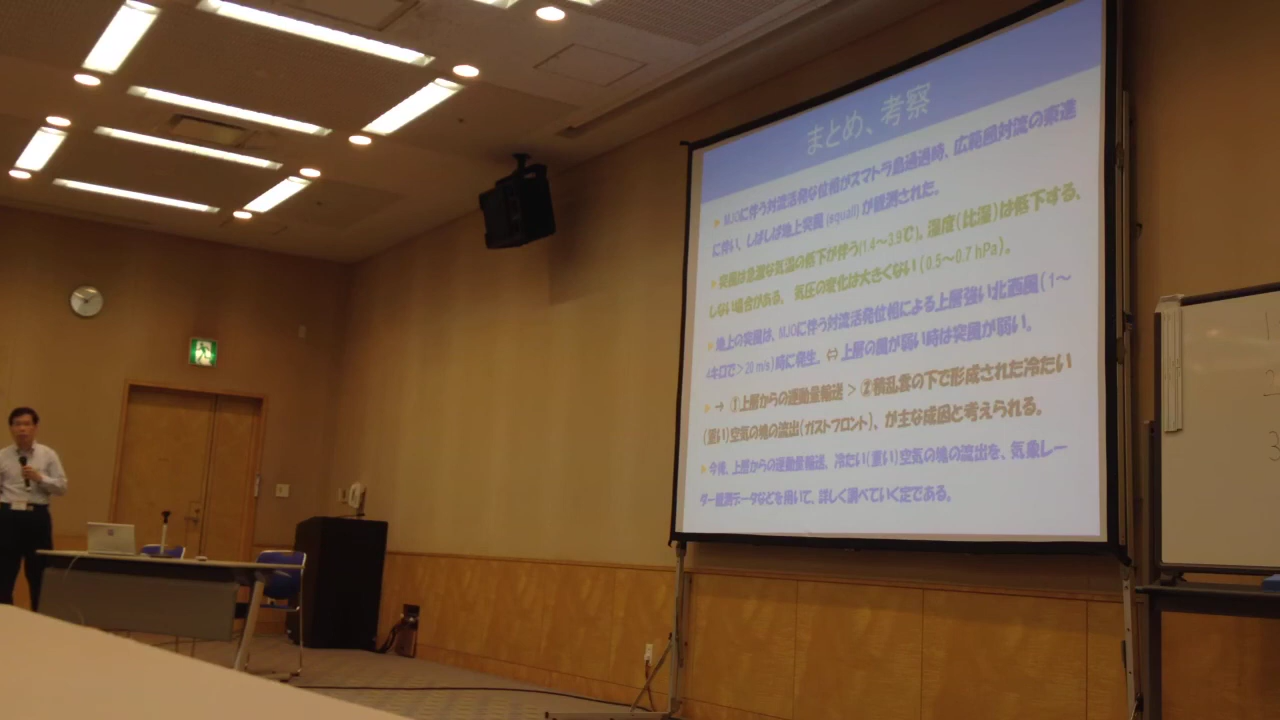 まとめ、考察
MJOに伴う対流活発な位相がスマトラ島通過時、広範囲対流の東進
に伴い、しばしば地上突風 (squall) が観測された。
突風は急激な気温の低下が伴う(1.4～3.9℃)。湿度(比湿)は低下する、
しない場合がある、気圧の変化は大きくない (0.5～0.7 hPa)。
地上の突風は、MJOに伴う対流活発位相による上層強い北西風(1～
4キロで>20 m/s)時に発生。⇔ 上層の風が弱い時は突風が弱い。
→ ①上層からの運動量輸送 > ②積乱雲の下で形成された冷たい
(重い)空気の塊の流出(ガストフロント)、が主な成因と考えられる。
今後、上層からの運動量輸送、冷たい(重い)空気の塊の流出を、気象レー
ダー観測データなどを用いて、詳しく調べていく定である。
1
2
3